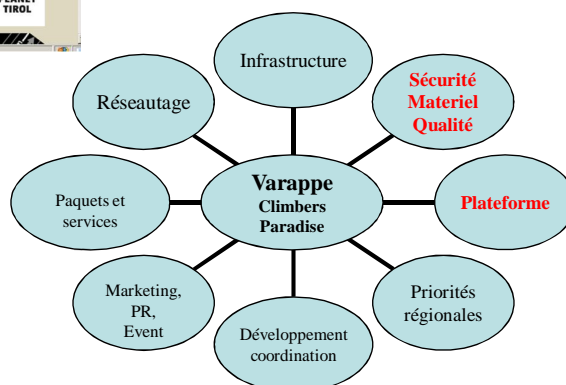 PLANET
TIROL
Infrastructure
Sécurité
Materiel
Qualité
Réseautage
Varappe
Climbers
Paradise
Paquets et
services
Plateforme
Marketing,
PR,
Event
Priorités
régionales
Développement
coordination